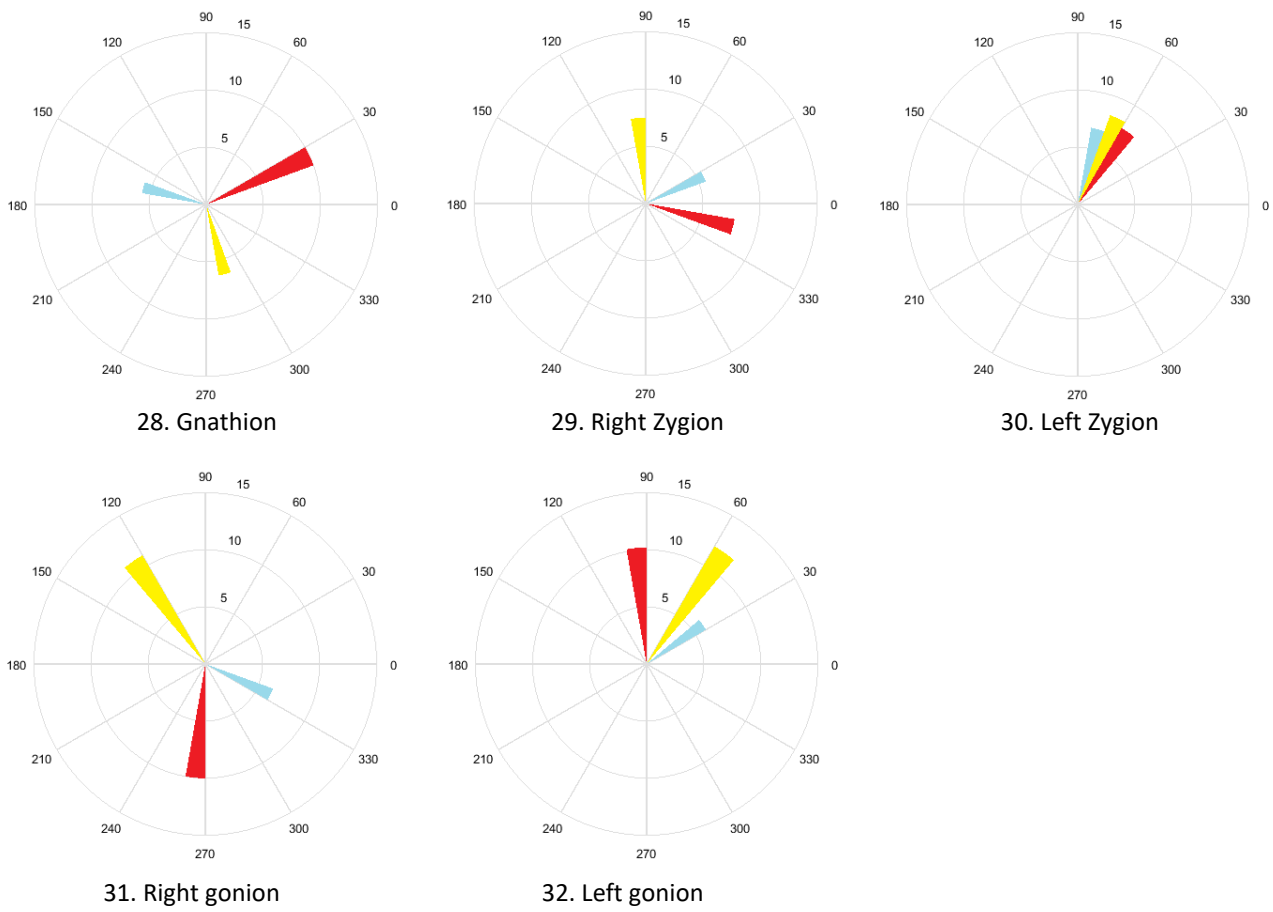 90 15 90 15 90 15
120 60 120 60 120 60
10 10 10
150 30 150 30 150 30
5 5 5
180 0 180 0 180 0
210 330 210 330 210 330
240 300 240 300 240 300
270 270 270
28. Gnathion 29. Right Zygion 30. Left Zygion
90 15 90 15
120 60 120 60
10 10
150 30 150 30
5 5
180 0 180 0
210 330 210 330
240 300 240 300
270 270
31. Right gonion 32. Left gonion